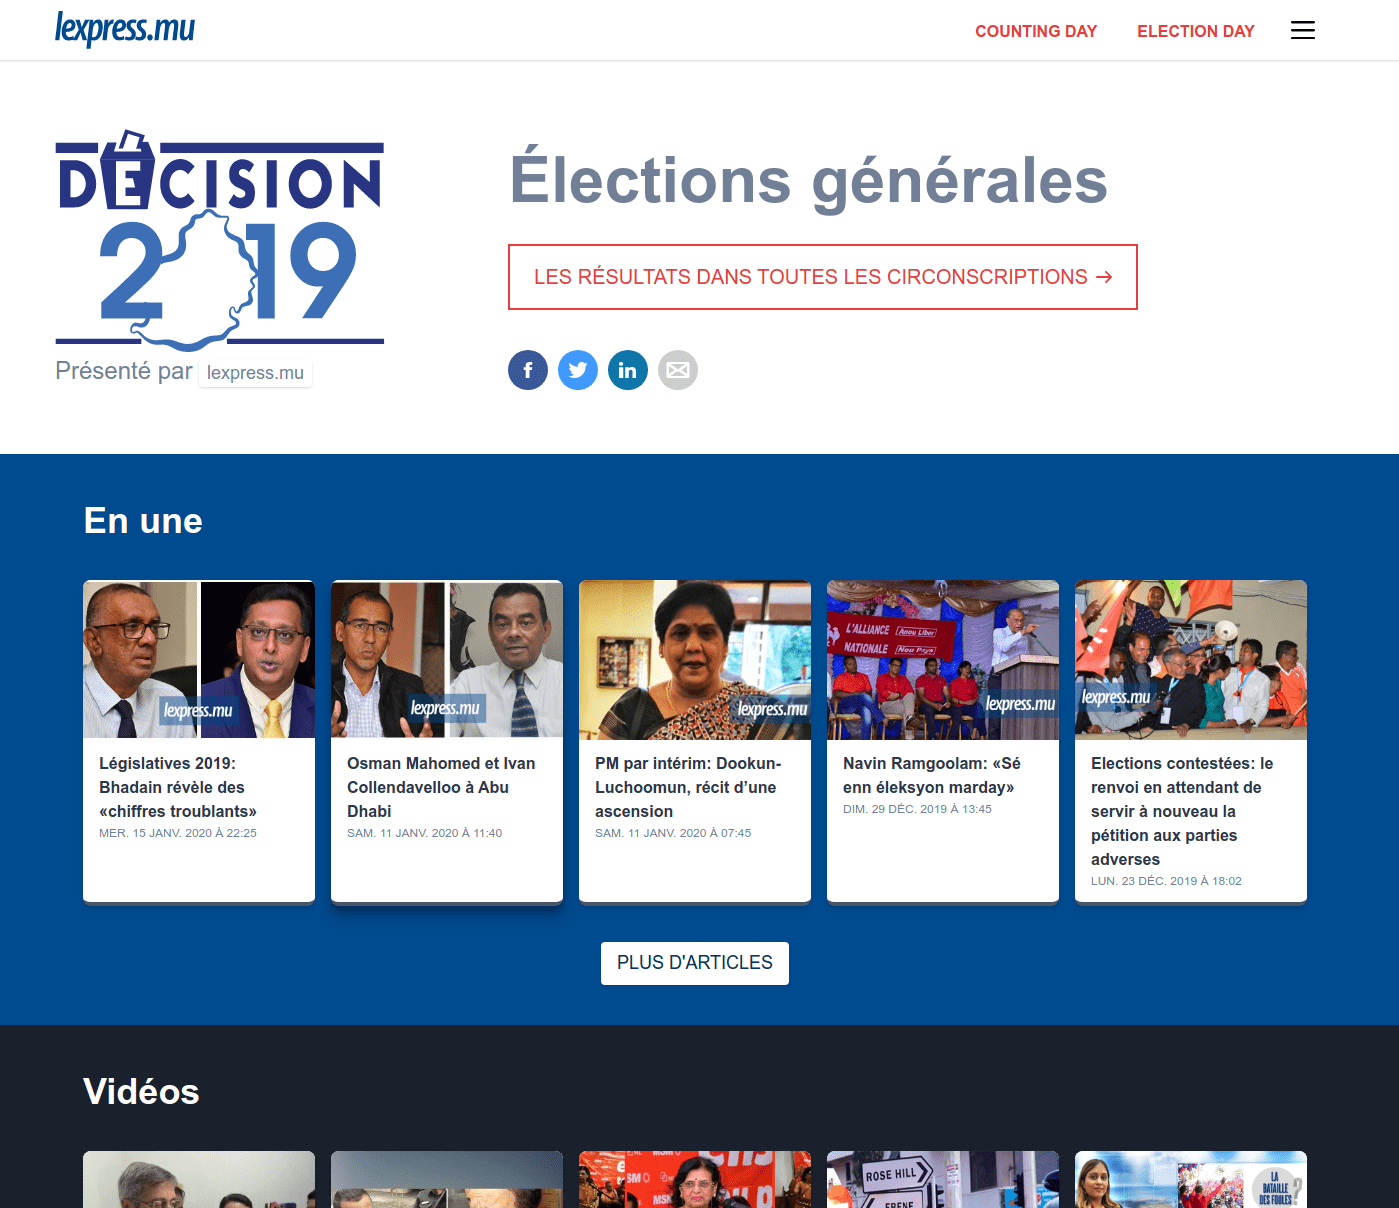 lexpress.mu
COUNTING DAY
ELECTION DAY
DÉCISION
2019
Présenté par lexpress.mu
Élections générales
LES RÉSULTATS DANS TOUTES LES CIRCONSCRIPTIONS →
f
in
En une
lexpress.mu
lexpress.mu
lexpress.mu
L'ALLIANCE
NATIONALE
Anou Liber
Nou Pays
lexpress.mu
lexpress.mu
Législatives 2019:
Bhadain révèle des
«chiffres troublants»
MER. 15 JANV. 2020 À 22:25
Osman Mahomed et Ivan
Collendavelloo à Abu
Dhabi
SAM. 11 JANV. 2020 À 11:40
PM par intérim: Dookun-
Luchoomun, récit d’une
ascension
SAM. 11 JANV. 2020 À 07:45
Navin Ramgoolam: «Sé
enn éleksyon marday»
DIM. 29 DÉC. 2019 À 13:45
Elections contestées: le
renvoi en attendant de
servir à nouveau la
pétition aux parties
adverses
LUN. 23 DÉC. 2019 À 18:02
PLUS D'ARTICLES
Vidéos
MSM
ROSE HILL
EBENE
LA
BATAILLE
DES FOULES
?